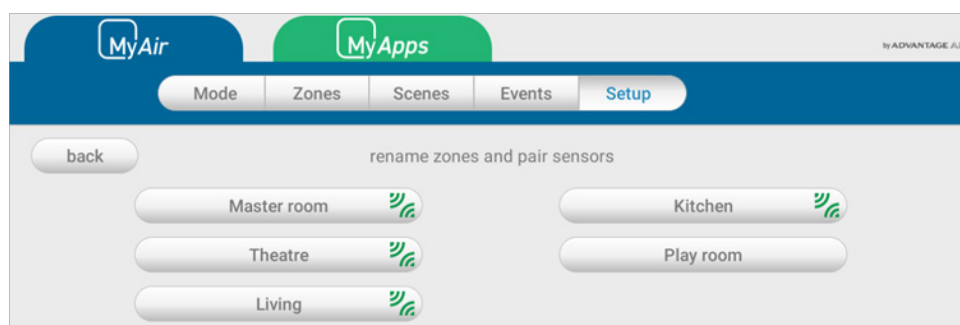 MyAir
MyApps
by ADVANTAGE
Mode Zones Scenes Events Setup
back
rename zones and pair sensors
Master room
Kitchen
Theatre
Play room
Living